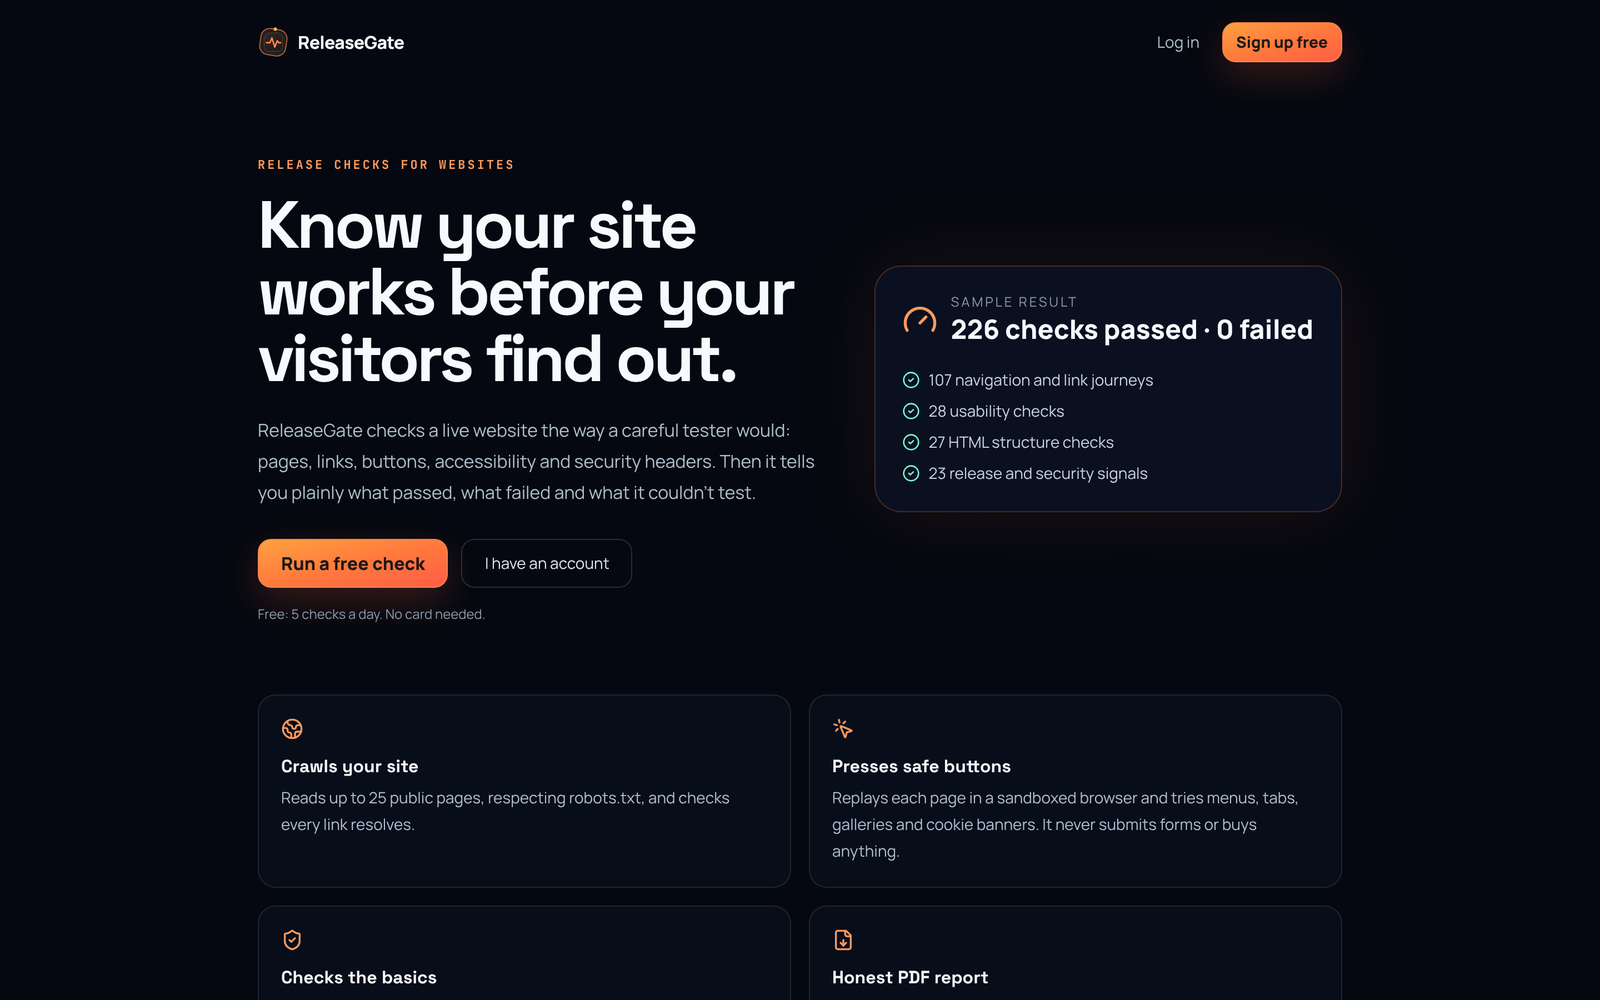 ReleaseGate
Log in
Sign up free
RELEASE CHECKS FOR WEBSITES
Know your site
works before your
visitors find out.
ReleaseGate checks a live website the way a careful tester would:
pages, links, buttons, accessibility and security headers. Then it tells
you plainly what passed, what failed and what it couldn't test.
Run a free check
I have an account
Free: 5 checks a day. No card needed.
SAMPLE RESULT
226 checks passed · 0 failed
107 navigation and link journeys
28 usability checks
27 HTML structure checks
23 release and security signals
Crawls your site
Reads up to 25 public pages, respecting robots.txt, and checks
every link resolves.
Presses safe buttons
Replays each page in a sandboxed browser and tries menus, tabs,
galleries and cookie banners. It never submits forms or buys
anything.
Checks the basics
Honest PDF report